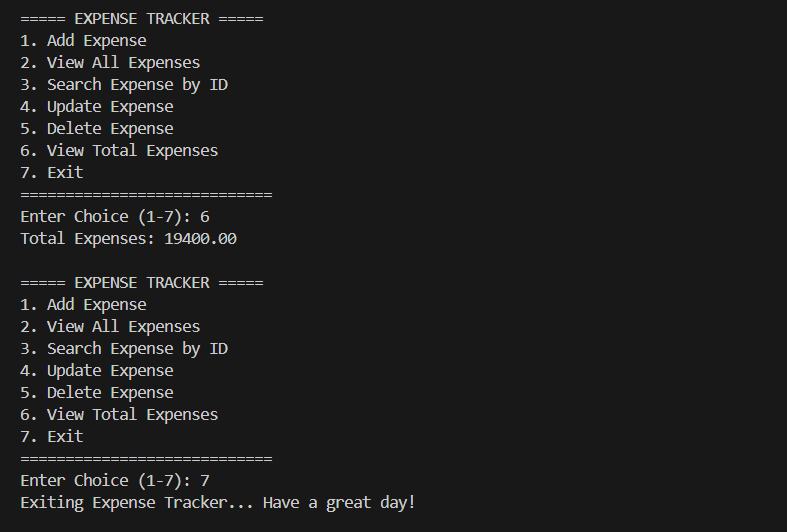 ===== EXPENSE TRACKER =====
1. Add Expense
2. View All Expenses
3. Search Expense by ID
4. Update Expense
5. Delete Expense
6. View Total Expenses
7. Exit
============================
Enter Choice (1-7): 6
Total Expenses: 19400.00

===== EXPENSE TRACKER =====
1. Add Expense
2. View All Expenses
3. Search Expense by ID
4. Update Expense
5. Delete Expense
6. View Total Expenses
7. Exit
============================
Enter Choice (1-7): 7
Exiting Expense Tracker... Have a great day!